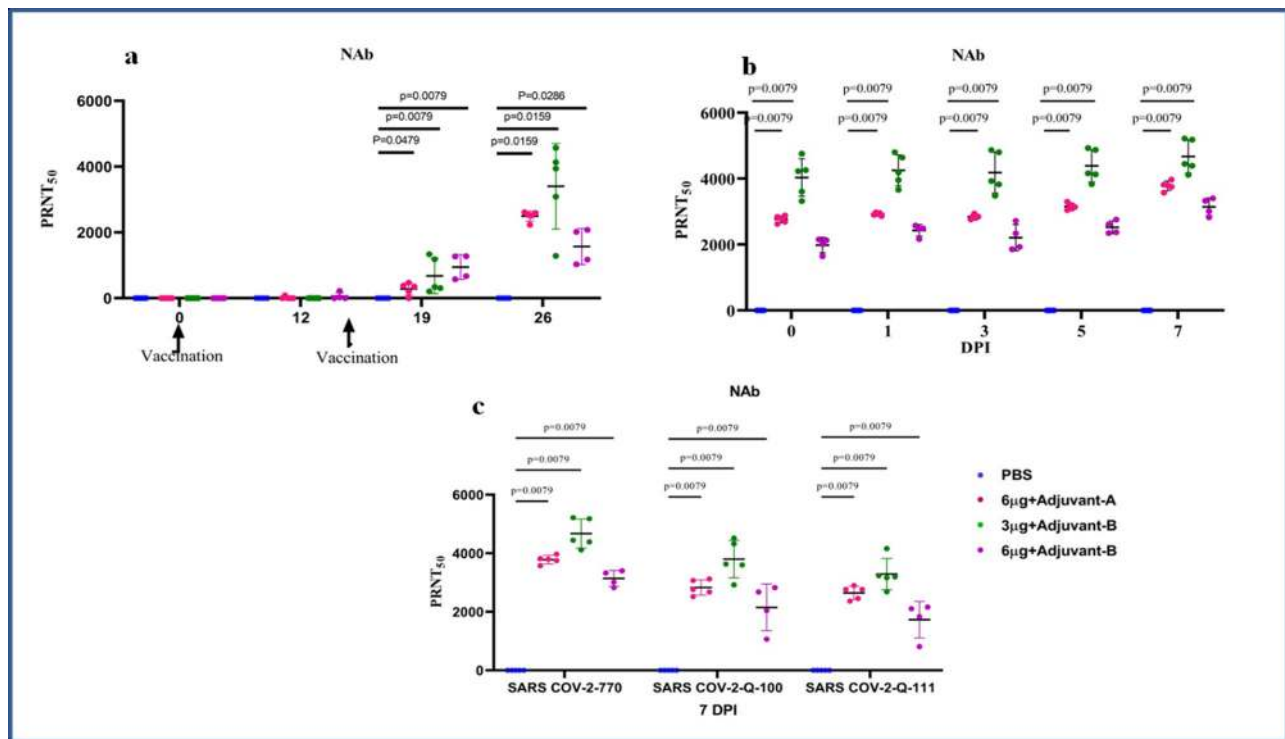 a
NAb
p=0.0079
p=0.0079
P=0.0479
P=0.0286
p=0.0159
p=0.0159
PRNT50
6000
4000
2000
0
0 12 19 26
Vaccination Vaccination
b
NAb
p=0.0079 p=0.0079 p=0.0079 p=0.0079 p=0.0079
p=0.0079 p=0.0079 p=0.0079 p=0.0079 p=0.0079
PRNT50
6000
4000
2000
0
0 1 3 5 7
DPI
c
NAb
p=0.0079 p=0.0079 p=0.0079
p=0.0079 p=0.0079 p=0.0079
p=0.0079 p=0.0079 p=0.0079
PRNT50
6000
4000
2000
0
SARS COV-2-770 SARS COV-2-Q-100 SARS COV-2-Q-111
7 DPI
PBS
6μg+Adjuvant-A
3μg+Adjuvant-B
6μg+Adjuvant-B